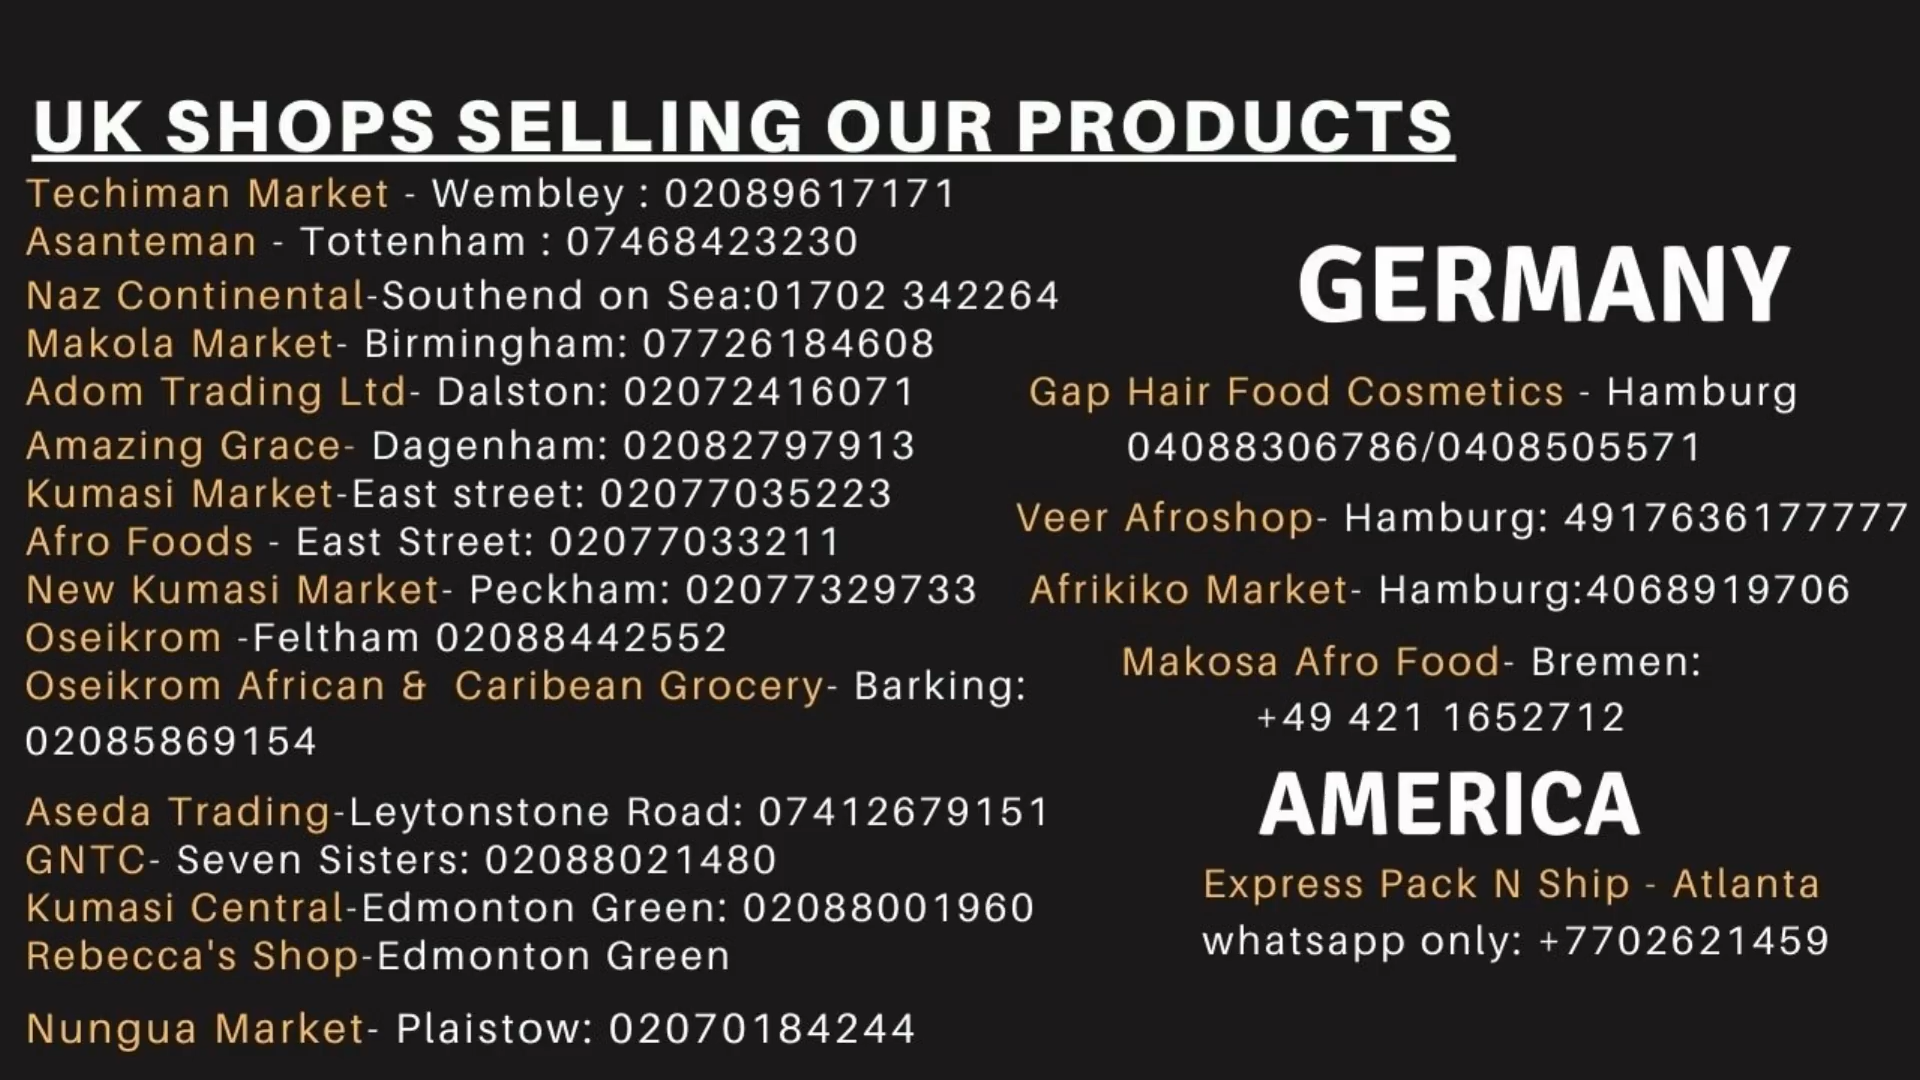 UK SHOPS SELLING OUR PRODUCTS
Techiman Market - Wembley : 02089617171
Asanteman - Tottenham : 07468423230
Naz Continental-Southend on Sea:01702 342264
Makola Market- Birmingham: 07726184608
Adom Trading Ltd- Dalston: 02072416071
Amazing Grace- Dagenham: 02082797913
Kumasi Market-East street: 02077035223
Afro Foods - East Street: 02077033211
New Kumasi Market- Peckham: 02077329733
Oseikrom -Feltham 02088442552
Oseikrom African & Caribean Grocery- Barking:
02085869154
Aseda Trading-Leytonstone Road: 07412679151
GNTC- Seven Sisters: 02088021480
Kumasi Central-Edmonton Green: 02088001960
Rebecca's Shop-Edmonton Green
Nungua Market- Plaistow: 02070184244
GERMANY
Gap Hair Food Cosmetics - Hamburg
04088306786/0408505571
Veer Afroshop- Hamburg: 4917636177777
Afrikiko Market- Hamburg:4068919706
Makosa Afro Food- Bremen:
+49 421 1652712
AMERICA
Express Pack N Ship - Atlanta
whatsapp only: +7702621459